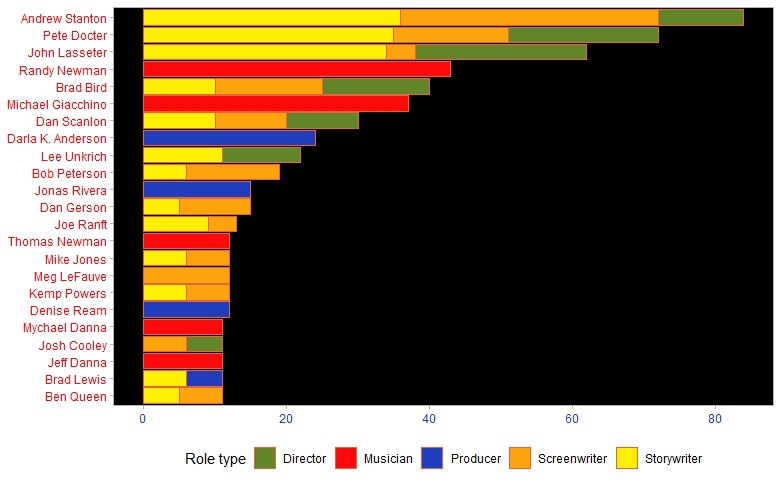 Andrew Stanton
Pete Docter
John Lasseter
Randy Newman
Brad Bird
Michael Giacchino
Dan Scanlon
Darla K. Anderson
Lee Unkrich
Bob Peterson
Jonas Rivera
Dan Gerson
Joe Ranft
Thomas Newman
Mike Jones
Meg LeFauve
Kemp Powers
Denise Ream
Mychael Danna
Josh Cooley
Jeff Danna
Brad Lewis
Ben Queen
0 20 40 60 80
Role type Director Musician Producer Screenwriter Storywriter